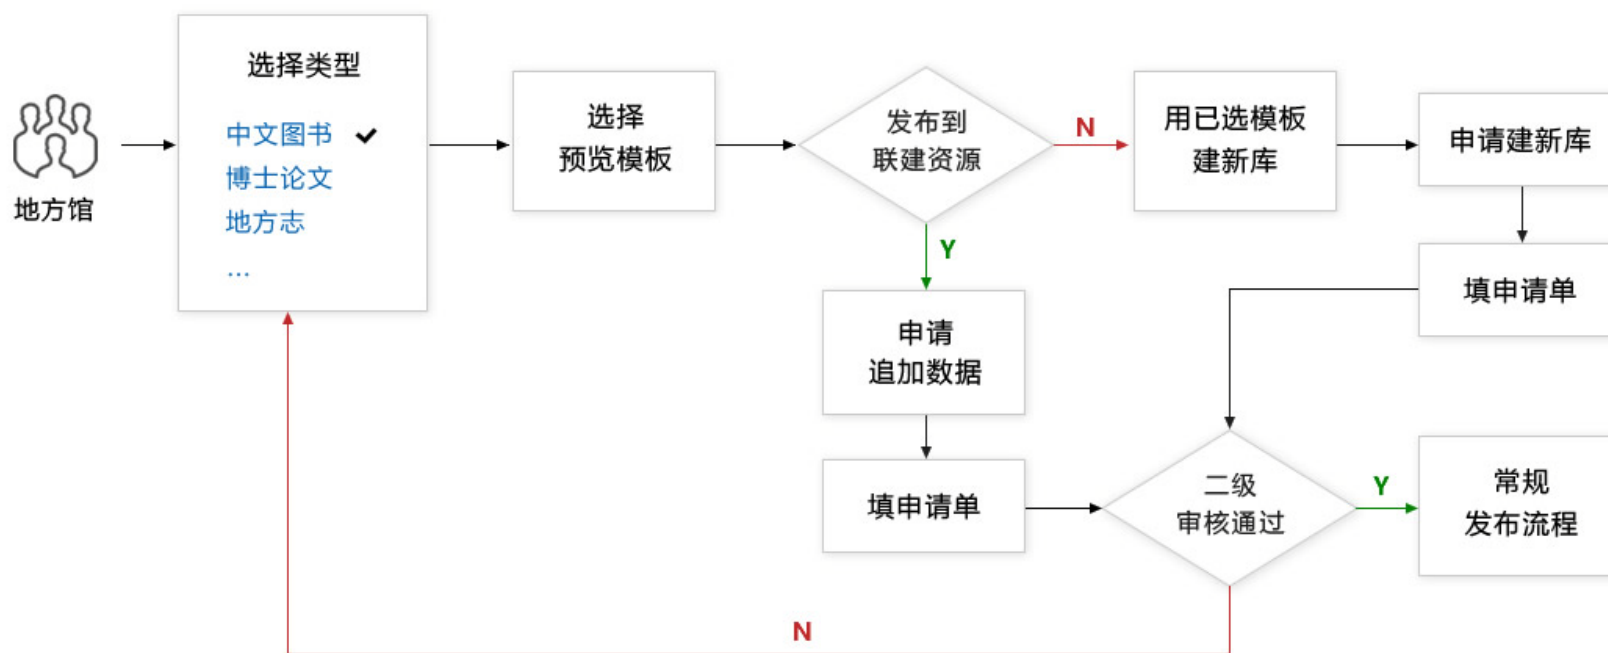 地方馆
选择类型
中文图书
博士论文
地方志
...
选择
预览模板
发布到
联建资源
N
用已选模板
建新库
申请建新库
填申请单
Y
申请
追加数据
填申请单
二级
审核通过
Y
常规
发布流程
N